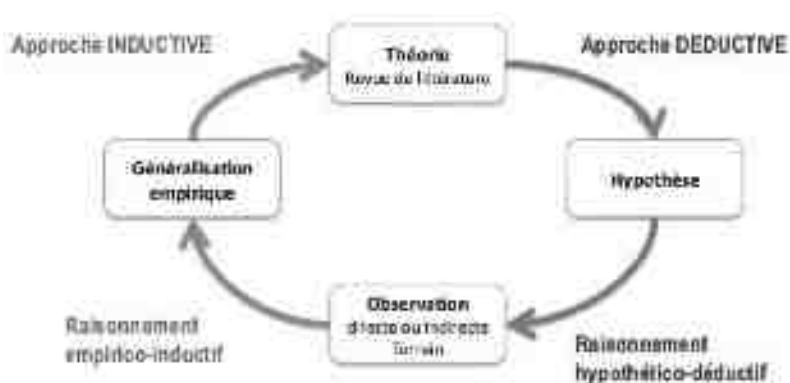 Approche INDUCTIVE
Théorie
Revue de littérature
Approche DEDUCTIVE
Généralisation
empirique
Hypothèse
Observation
directe ou indirecte
Terrain
Raisonnement
empirico-inductif
Raisonnement
hypothético-déductif